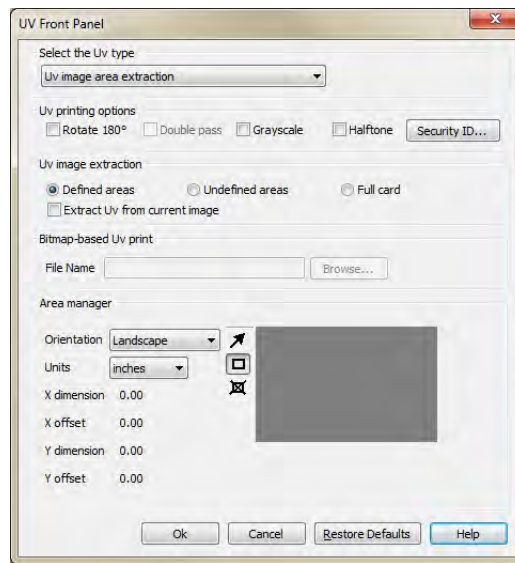 UV Front Panel
Select the Uv type
Uv image area extraction
Uv printing options
Rotate 180° Double pass Grayscale Halftone Security ID...
Uv image extraction
Defined areas Undefined areas Full card
Extract Uv from current image
Bitmap-based Uv print
File Name Browse...
Area manager
Orientation Landscape
Units inches
X dimension 0.00
X offset 0.00
Y dimension 0.00
Y offset 0.00
Ok Cancel Restore Defaults Help